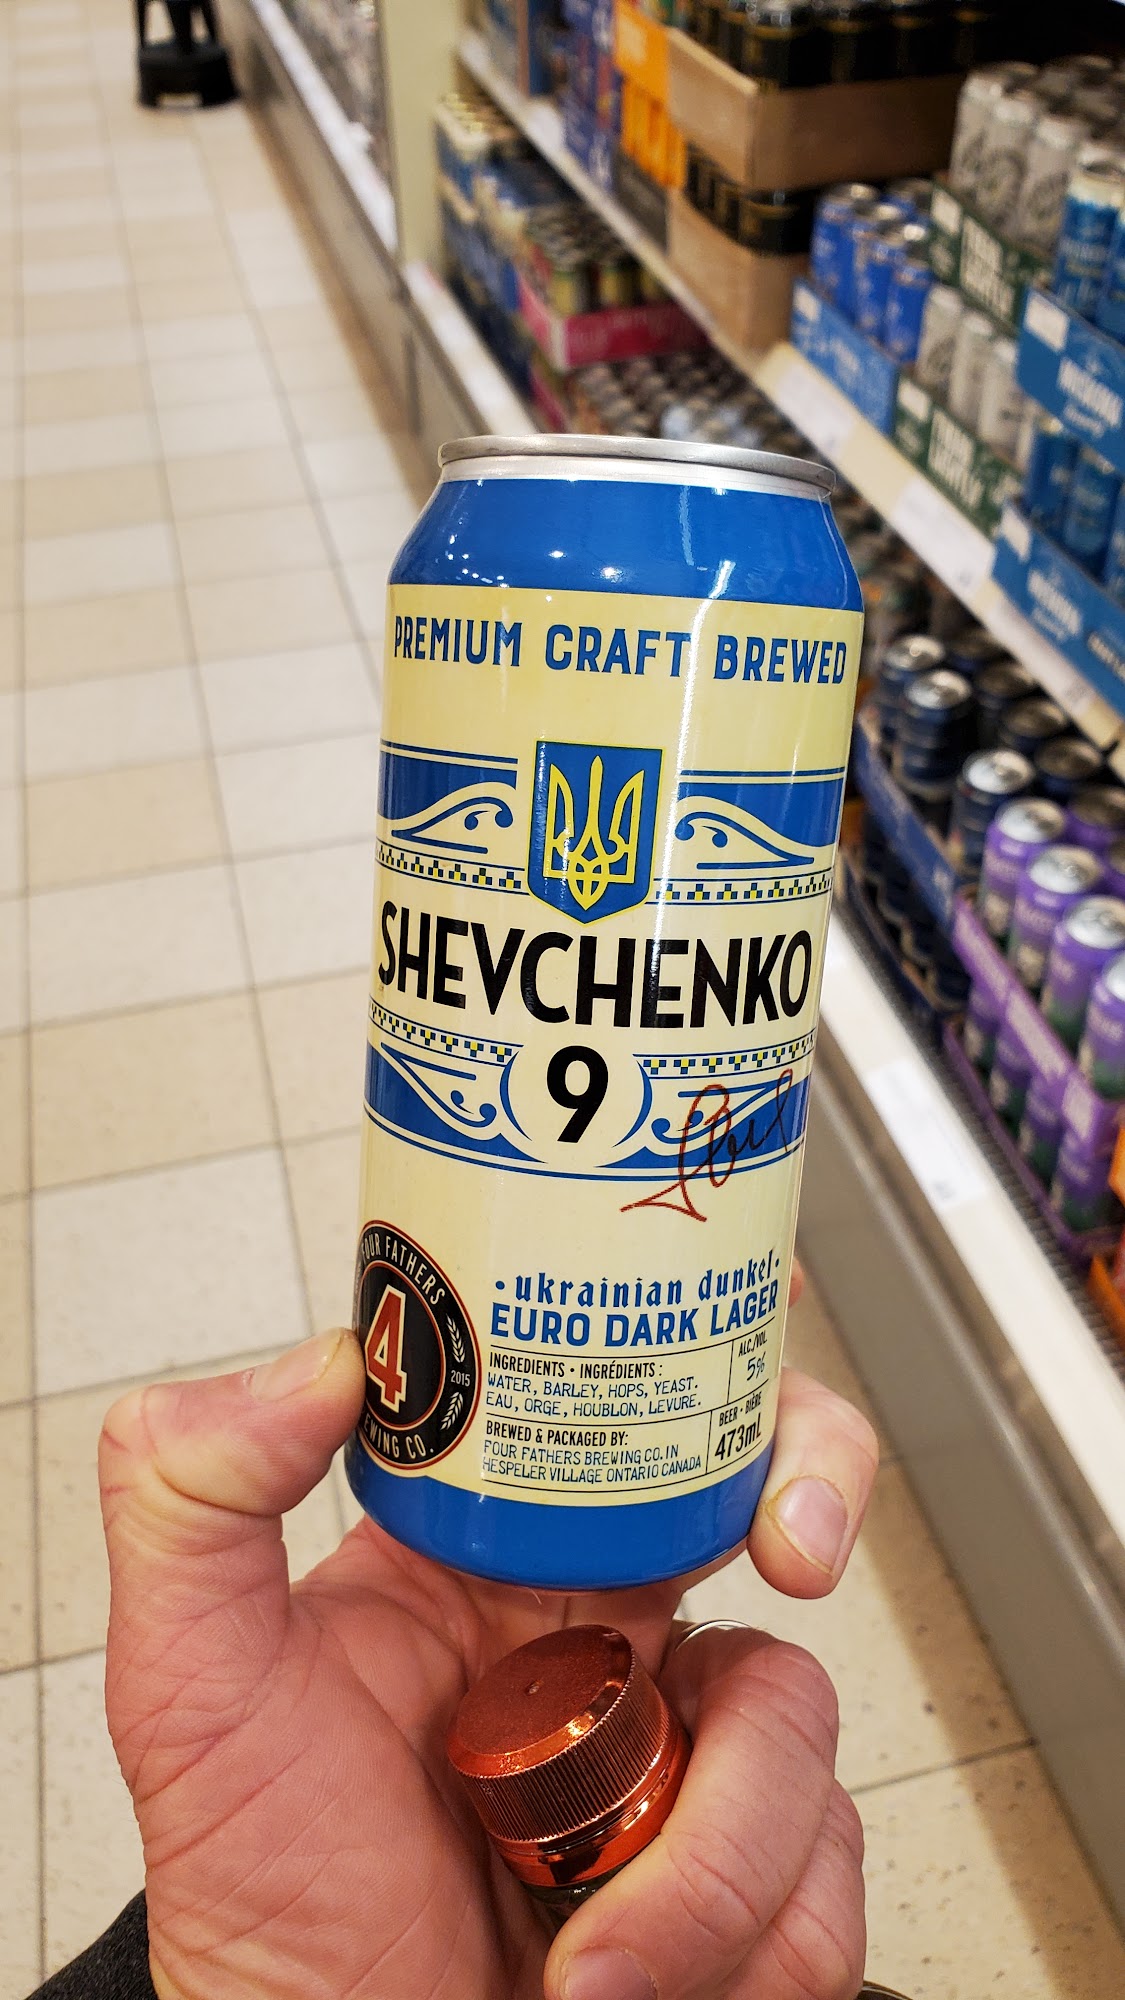 PREMIUM CRAFT BREWED
SHEVCHENKO
9
FOUR FATHERS
4
2015
EWING CO.
• ukrainian dunkel •
EURO DARK LAGER
INGREDIENTS • INGRÉDIENTS :
WATER, BARLEY, HOPS, YEAST.
EAU, ORGE, HOUBLON, LEVURE.
ALC./VOL.
5%
BREWED & PACKAGED BY:
FOUR FATHERS BREWING CO. IN
HESPELER VILLAGE ONTARIO CANADA
BEER • BIÈRE
473mL